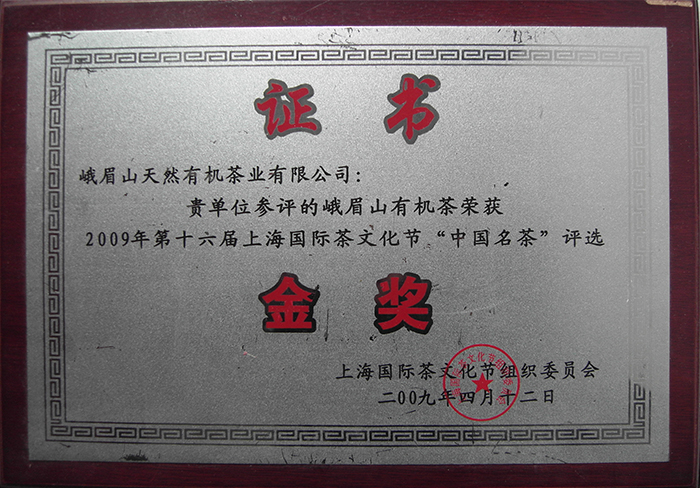 证书
峨眉山天然有机茶业有限公司：
贵单位参评的峨眉山有机茶荣获
2009年第十六届上海国际茶文化节“中国名茶”评选
金奖
上海国际茶文化节组织委员会
二00九年四月十二日